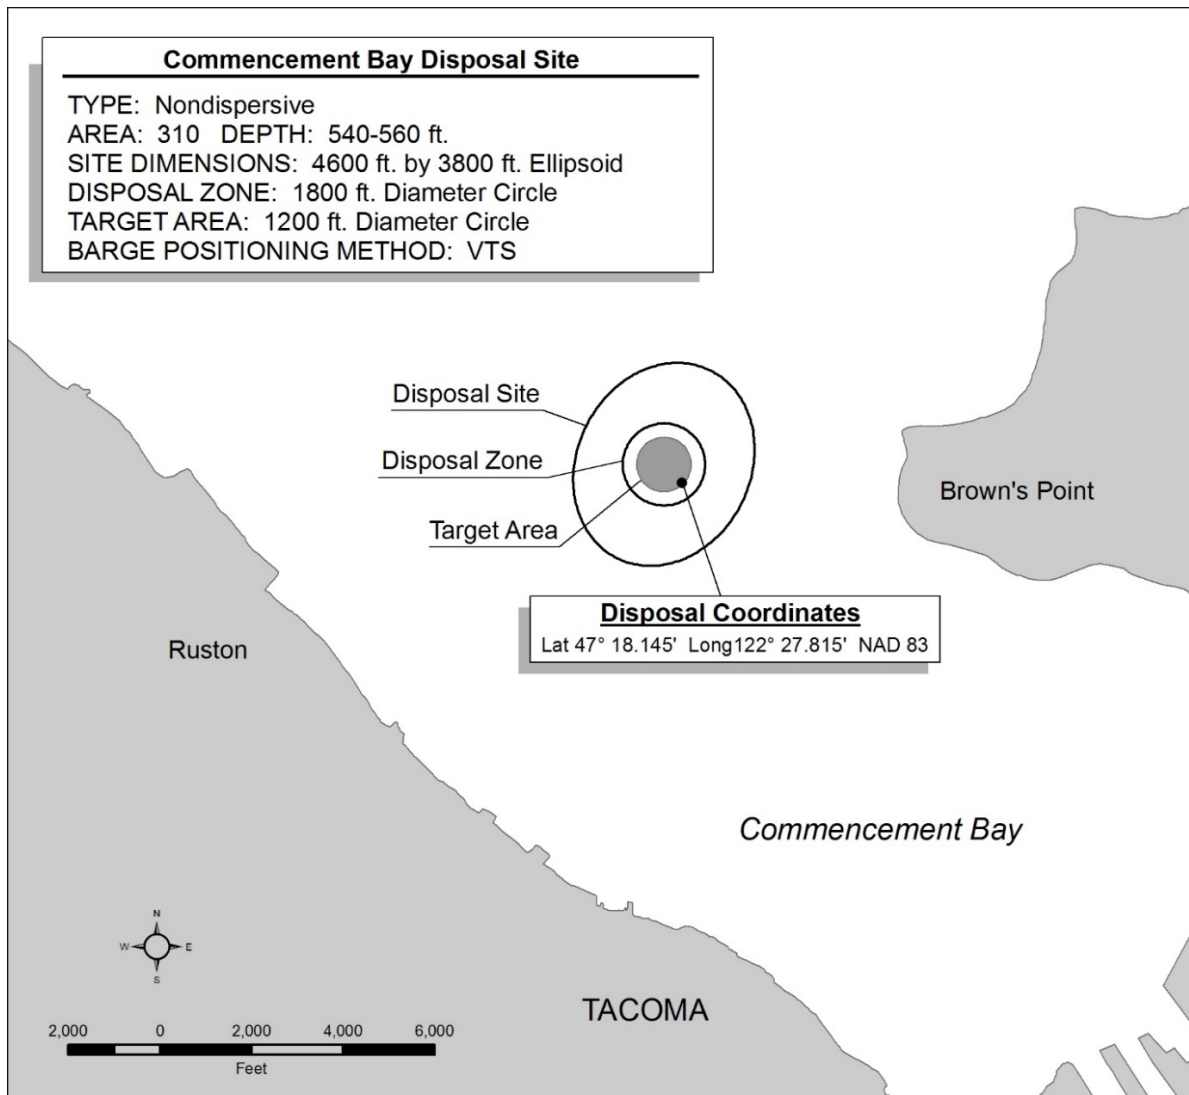 Commencement Bay Disposal Site
TYPE: Nondispersive
AREA: 310 DEPTH: 540-560 ft.
SITE DIMENSIONS: 4600 ft. by 3800 ft. Ellipsoid
DISPOSAL ZONE: 1800 ft. Diameter Circle
TARGET AREA: 1200 ft. Diameter Circle
BARGE POSITIONING METHOD: VTS
Disposal Site
Disposal Zone
Target Area
Brown's Point
Disposal Coordinates
Lat 47° 18.145' Long122° 27.815' NAD 83
Ruston
Commencement Bay
N
W E
S
TACOMA
2,000 0 2,000 4,000 6,000
Feet